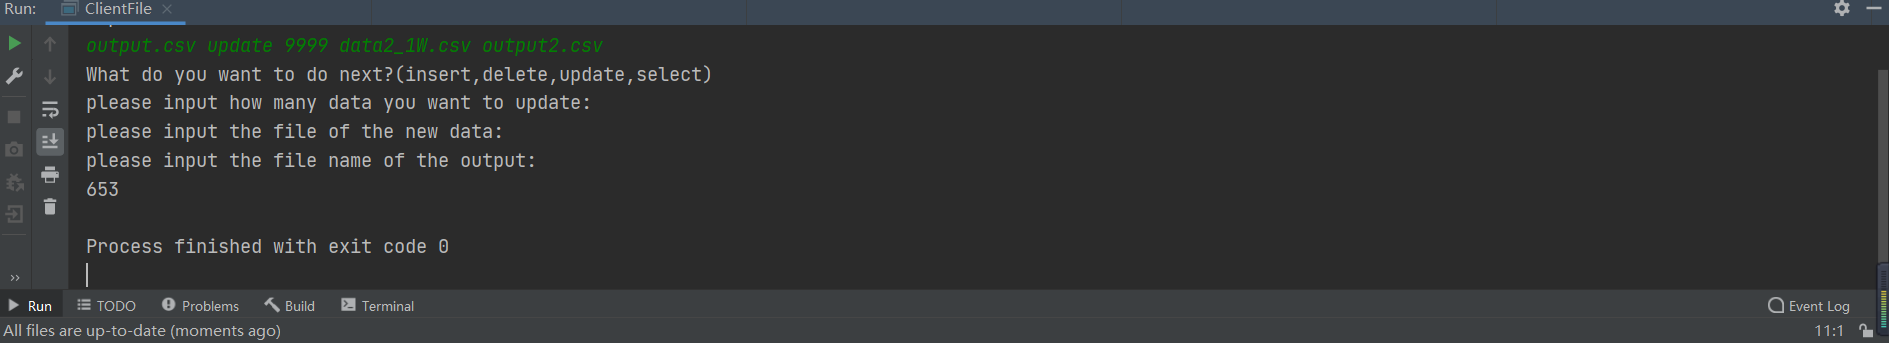 Run: ClientFile
output.csv update 9999 data2_1W.csv output2.csv
What do you want to do next?(insert,delete,update,select)
please input how many data you want to update:
please input the file of the new data:
please input the file name of the output:
653
Process finished with exit code 0
Run TODO Problems Build Terminal Event Log
All files are up-to-date (moments ago) 11:1